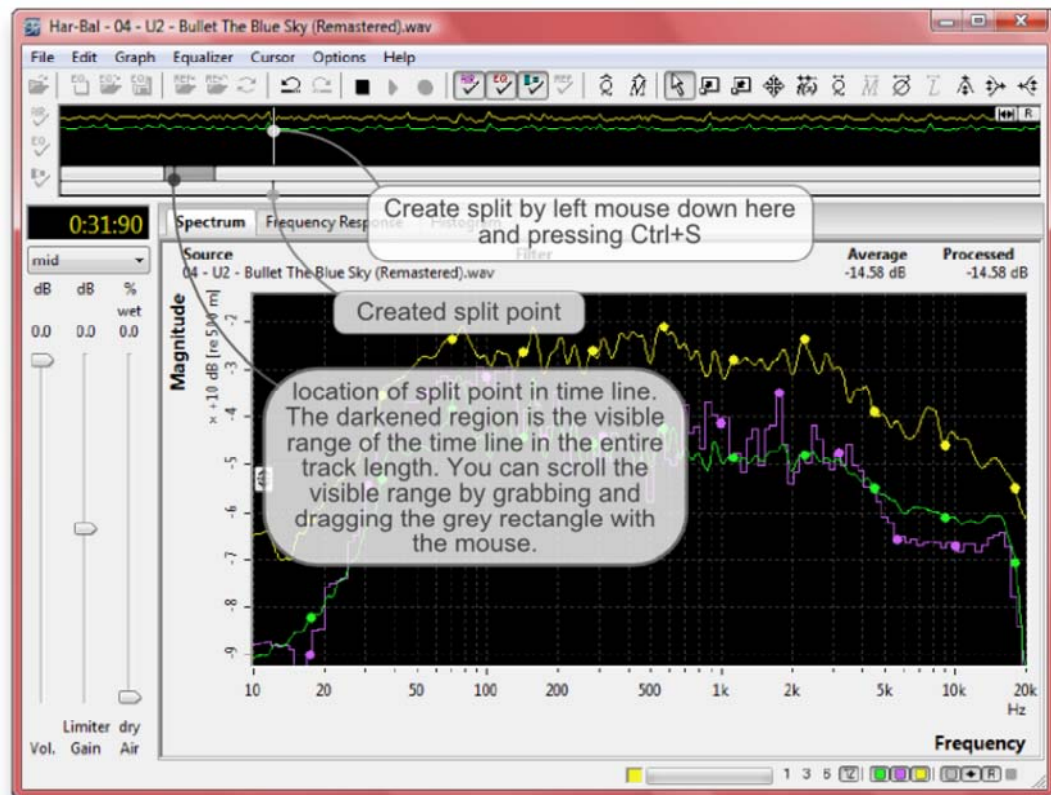 Har-Bal - 04 - U2 - Bullet The Blue Sky (Remastered).wav
File Edit Graph Equalizer Cursor Options Help
R
0:31:90
Spectrum Frequency Response Histogram
Create split by left mouse down here
and pressing Ctrl+S
mid
Source Filter Average Processed
04 - U2 - Bullet The Blue Sky (Remastered).wav -14.58 dB -14.58 dB
dB dB %
wet
0.0 0.0 0.0
Created split point
Magnitude
x +10 dB [re 500 m]
-2
-3
-4
-5
-6
-7
-8
-9
location of split point in time line.
The darkened region is the visible
range of the time line in the entire
track length. You can scroll the
visible range by grabbing and
dragging the grey rectangle with
the mouse.
10 20 50 100 200 500 1k 2k 5k 10k 20k
Hz
Limiter dry
Vol. Gain Air
Frequency
1 3 6 R